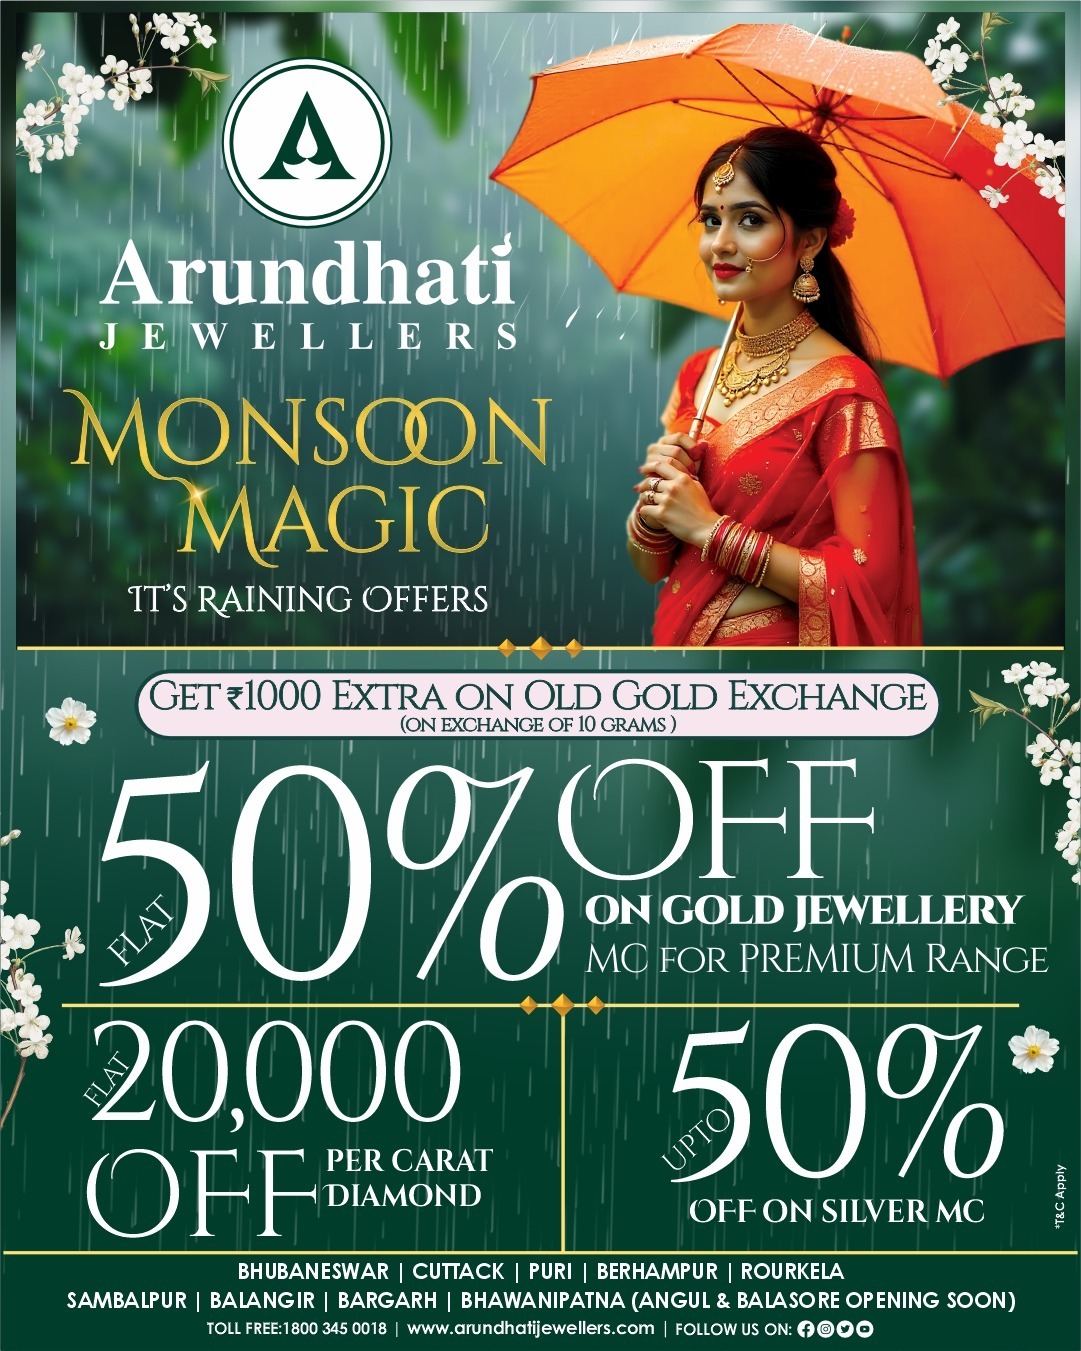 Arundhati
JEWELLERS
MONSOON
MAGIC
IT'S RAINING OFFERS
GET ₹1000 EXTRA ON OLD GOLD EXCHANGE
(ON EXCHANGE OF 10 GRAMS )
FLAT 50% OFF
ON GOLD JEWELLERY
MC FOR PREMIUM RANGE
FLAT 20,000
OFF PER CARAT
DIAMOND
UPTO 50%
OFF ON SILVER MC
*T&C Apply
BHUBANESWAR | CUTTACK | PURI | BERHAMPUR | ROURKELA
SAMBALPUR | BALANGIR | BARGARH | BHAWANIPATNA (ANGUL & BALASORE OPENING SOON)
TOLL FREE:1800 345 0018 | www.arundhatijewellers.com | FOLLOW US ON: